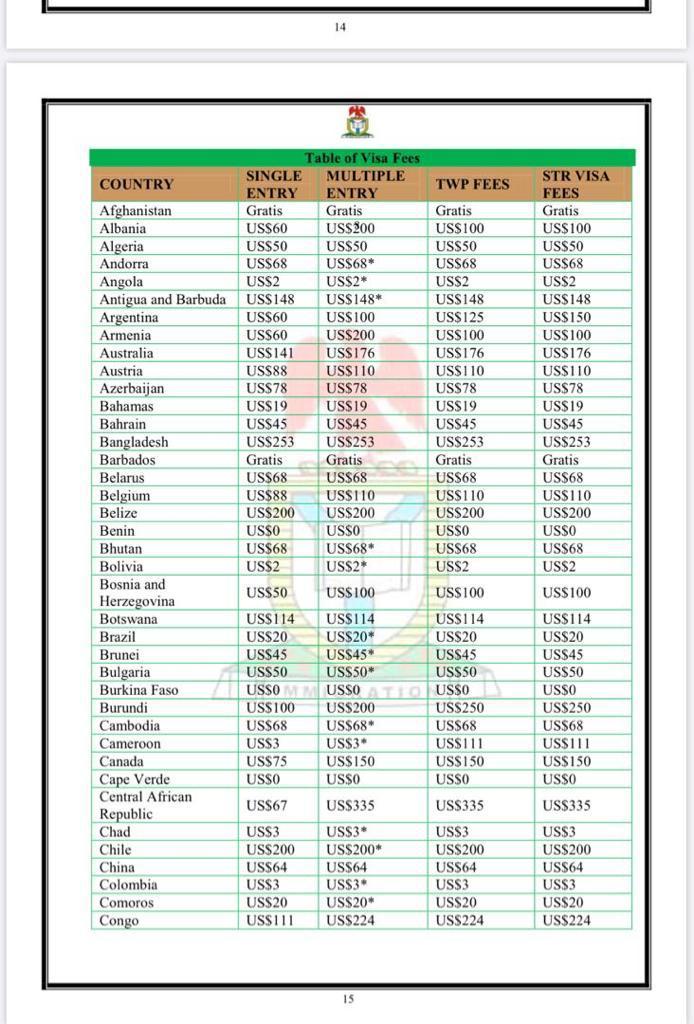 14
Table of Visa Fees
COUNTRY SINGLE ENTRY MULTIPLE ENTRY TWP FEES STR VISA FEES
Afghanistan Gratis Gratis Gratis Gratis
Albania US$60 US$200 US$100 US$100
Algeria US$50 US$50 US$50 US$50
Andorra US$68 US$68* US$68 US$68
Angola US$2 US$2* US$2 US$2
Antigua and Barbuda US$148 US$148* US$148 US$148
Argentina US$60 US$100 US$125 US$150
Armenia US$60 US$200 US$100 US$100
Australia US$141 US$176 US$176 US$176
Austria US$88 US$110 US$110 US$110
Azerbaijan US$78 US$78 US$78 US$78
Bahamas US$19 US$19 US$19 US$19
Bahrain US$45 US$45 US$45 US$45
Bangladesh US$253 US$253 US$253 US$253
Barbados Gratis Gratis Gratis Gratis
Belarus US$68 US$68 US$68 US$68
Belgium US$88 US$110 US$110 US$110
Belize US$200 US$200 US$200 US$200
Benin US$0 US$0 US$0 US$0
Bhutan US$68 US$68* US$68 US$68
Bolivia US$2 US$2* US$2 US$2
Bosnia and Herzegovina US$50 US$100 US$100 US$100
Botswana US$114 US$114 US$114 US$114
Brazil US$20 US$20* US$20 US$20
Brunei US$45 US$45* US$45 US$45
Bulgaria US$50 US$50* US$50 US$50
Burkina Faso US$0 US$0 US$0 US$0
Burundi US$100 US$200 US$250 US$250
Cambodia US$68 US$68* US$68 US$68
Cameroon US$3 US$3* US$111 US$111
Canada US$75 US$150 US$150 US$150
Cape Verde US$0 US$0 US$0 US$0
Central African Republic US$67 US$335 US$335 US$335
Chad US$3 US$3* US$3 US$3
Chile US$200 US$200* US$200 US$200
China US$64 US$64 US$64 US$64
Colombia US$3 US$3* US$3 US$3
Comoros US$20 US$20* US$20 US$20
Congo US$111 US$224 US$224 US$224
15